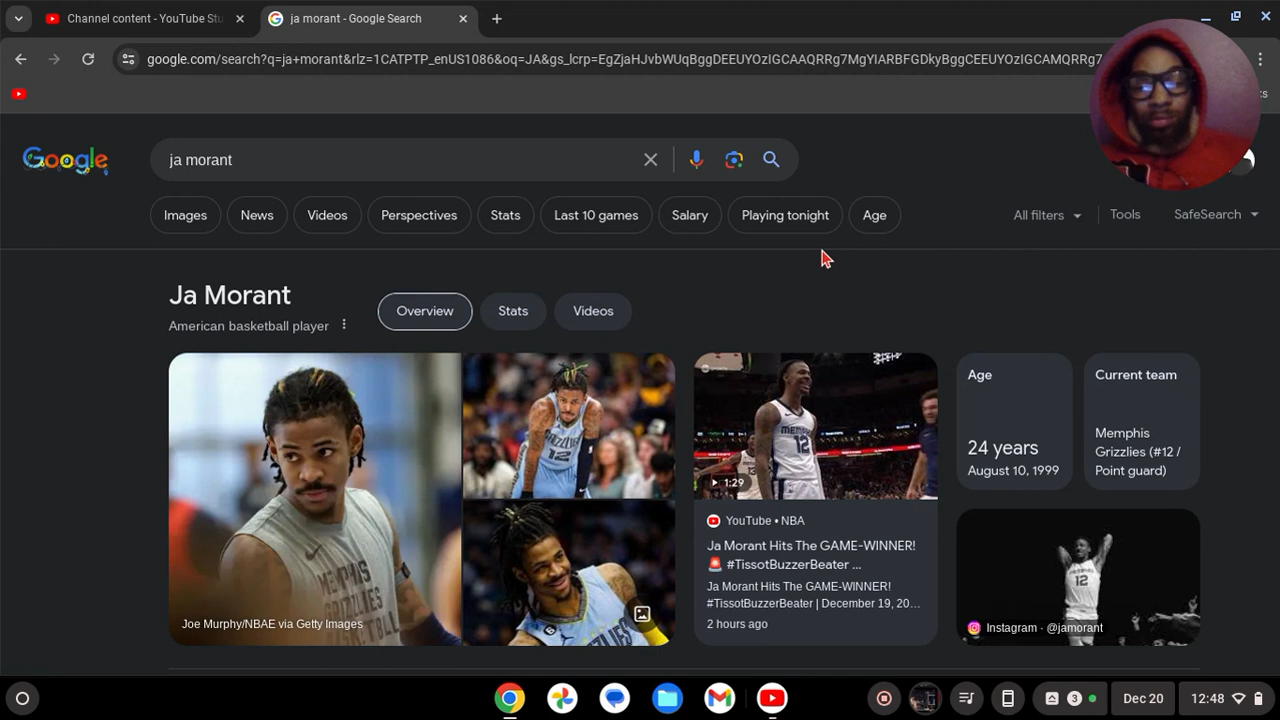 Channel content - YouTube Stu
ja morant - Google Search
google.com/search?q=ja+morant&rlz=1CATPTP_enUS1086&oq=JA&gs_lcrp=EgZjaHJvbWUqBggDEEUYOzIGCAAQRRg7MgYIARBFGDkyBggCEEUYOzIGCAMQRRg7
Google
ja morant
Images
News
Videos
Perspectives
Stats
Last 10 games
Salary
Playing tonight
Age
All filters
Tools
SafeSearch
Ja Morant
American basketball player
Overview
Stats
Videos
Joe Murphy/NBAE via Getty Images
MEMPHIS
GRIZZLIES
12
1:29
YouTube • NBA
Ja Morant Hits The GAME-WINNER!
🚨 #TissotBuzzerBeater ...
Ja Morant Hits The GAME-WINNER!
#TissotBuzzerBeater | December 19, 20...
2 hours ago
Age
24 years
August 10, 1999
Current team
Memphis
Grizzlies (#12 /
Point guard)
12
Instagram · @jamorant
3
Dec 20
12:48